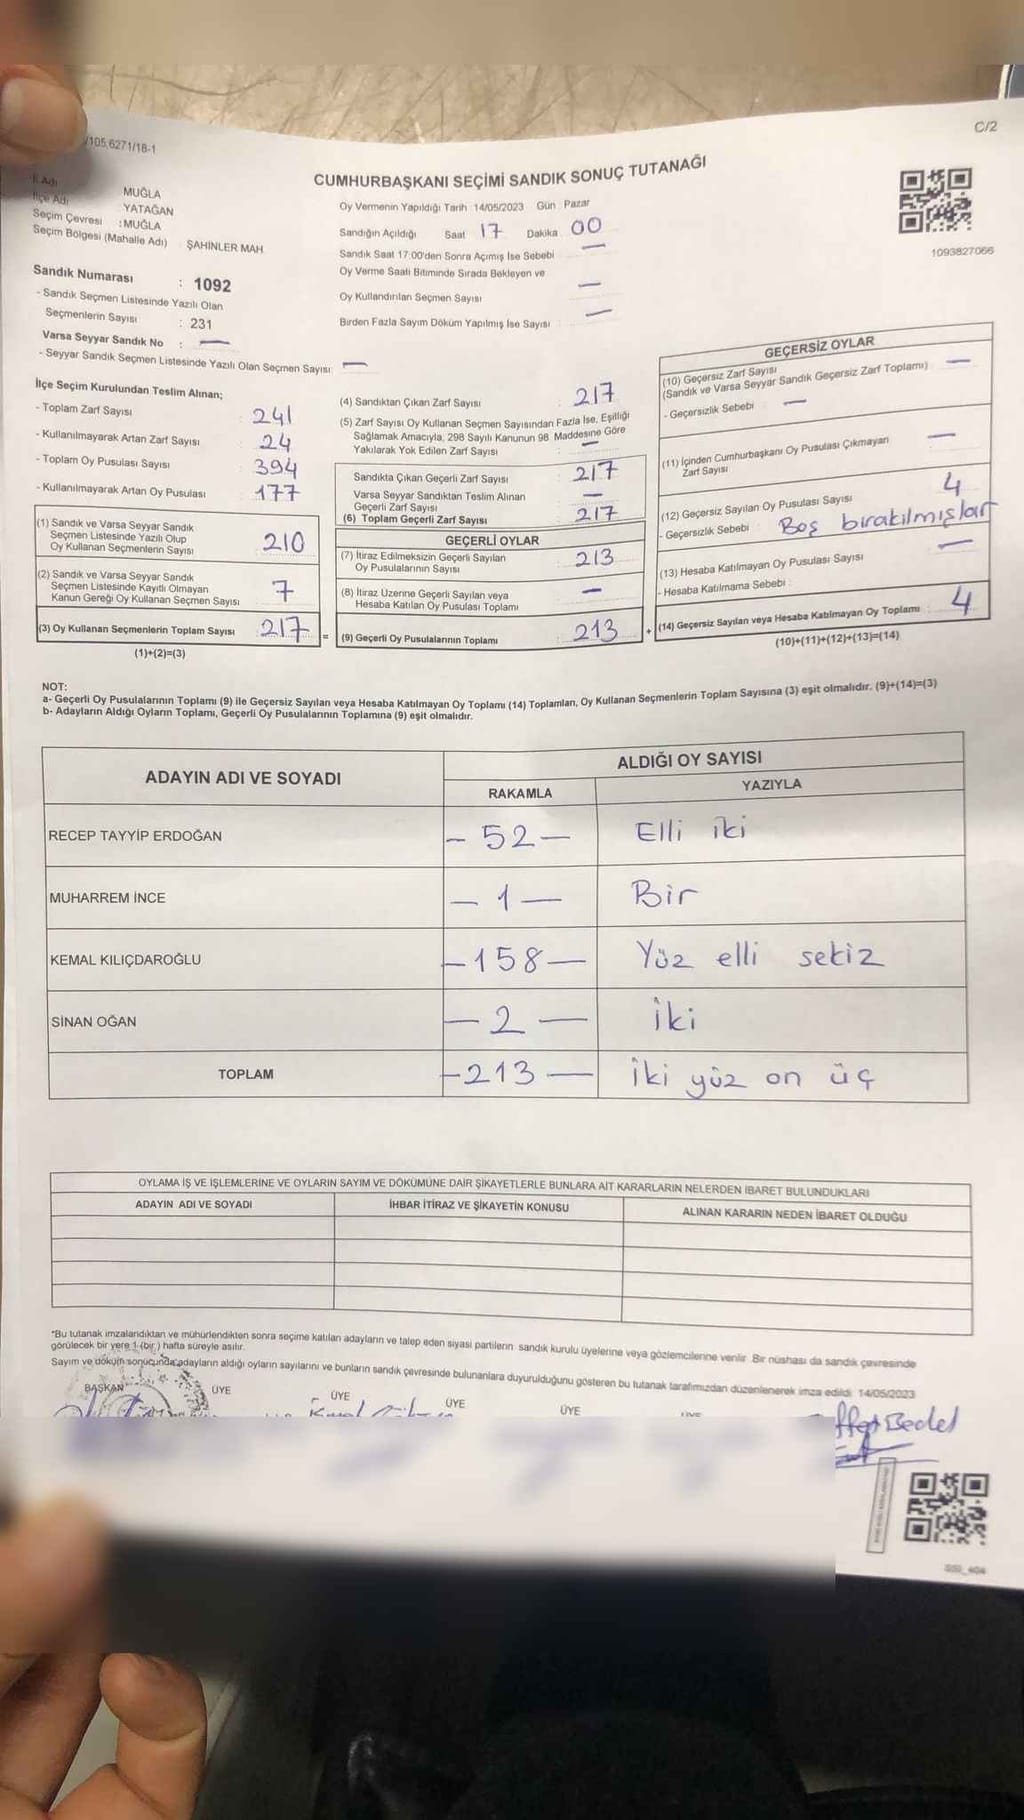 /105.6271/18-1
C/2
CUMHURBAŞKANI SEÇİMİ SANDIK SONUÇ TUTANAĞI
İl Adı MUĞLA
İlçe Adı YATAĞAN
Seçim Çevresi : MUĞLA
Seçim Bölgesi (Mahalle Adı) ŞAHİNLER MAH
Oy Vermenin Yapıldığı Tarih 14/05/2023 Gün Pazar
Sandığın Açıldığı Saat 17 Dakika 00
Sandık Saat 17:00'den Sonra Açımış İse Sebebi —
Oy Verme Saati Bitiminde Sırada Bekleyen ve
Oy Kullandırılan Seçmen Sayısı —
Birden Fazla Sayım Döküm Yapılmış İse Sayısı —
1093827066
Sandık Numarası : 1092
- Sandık Seçmen Listesinde Yazılı Olan
Seçmenlerin Sayısı : 231
Varsa Seyyar Sandık No : —
- Seyyar Sandık Seçmen Listesinde Yazılı Olan Seçmen Sayısı: —
İlçe Seçim Kurulundan Teslim Alınan;
- Toplam Zarf Sayısı 241
- Kullanılmayarak Artan Zarf Sayısı 24
- Toplam Oy Pusulası Sayısı 394
- Kullanılmayarak Artan Oy Pusulası 177
(1) Sandık ve Varsa Seyyar Sandık
Seçmen Listesinde Yazılı Olup
Oy Kullanan Seçmenlerin Sayısı 210
(2) Sandık ve Varsa Seyyar Sandık
Seçmen Listesinde Kayıtlı Olmayan
Kanun Gereği Oy Kullanan Seçmen Sayısı 7
(3) Oy Kullanan Seçmenlerin Toplam Sayısı 217 =
(1)+(2)=(3)
(4) Sandıktan Çıkan Zarf Sayısı 217
(5) Zarf Sayısı Oy Kullanan Seçmen Sayısından Fazla İse, Eşitliği
Sağlamak Amacıyla, 298 Sayılı Kanunun 98. Maddesine Göre
Yakılarak Yok Edilen Zarf Sayısı —
Sandıkta Çıkan Geçerli Zarf Sayısı 217
Varsa Seyyar Sandıktan Teslim Alınan
Geçerli Zarf Sayısı —
(6) Toplam Geçerli Zarf Sayısı 217
GEÇERLİ OYLAR
(7) İtiraz Edilmeksizin Geçerli Sayılan
Oy Pusulalarının Sayısı 213
(8) İtiraz Üzerine Geçerli Sayılan veya
Hesaba Katılan Oy Pusulası Toplamı —
(9) Geçerli Oy Pusulalarının Toplamı 213 +
GEÇERSİZ OYLAR
(10) Geçersiz Zarf Sayısı
(Sandık ve Varsa Seyyar Sandık Geçersiz Zarf Toplamı) —
- Geçersizlik Sebebi —
(11) İçinden Cumhurbaşkanı Oy Pusulası Çıkmayan
Zarf Sayısı —
(12) Geçersiz Sayılan Oy Pusulası Sayısı 4
- Geçersizlik Sebebi : Boş bırakılmışlar
(13) Hesaba Katılmayan Oy Pusulası Sayısı —
- Hesaba Katılmama Sebebi :
(14) Geçersiz Sayılan veya Hesaba Katılmayan Oy Toplamı : 4
(10)+(11)+(12)+(13)=(14)
NOT:
a- Geçerli Oy Pusulalarının Toplamı (9) ile Geçersiz Sayılan veya Hesaba Katılmayan Oy Toplamı (14) Toplamları, Oy Kullanan Seçmenlerin Toplam Sayısına (3) eşit olmalıdır. (9)+(14)=(3)
b- Adayların Aldığı Oyların Toplamı, Geçerli Oy Pusulalarının Toplamına (9) eşit olmalıdır.
ADAYIN ADI VE SOYADI ALDIĞI OY SAYISI
RAKAMLA YAZIYLA
RECEP TAYYİP ERDOĞAN – 52 — Elli iki
MUHARREM İNCE — 1 — Bir
KEMAL KILIÇDAROĞLU – 158 — Yüz elli sekiz
SİNAN OĞAN — 2 — İki
TOPLAM – 213 — İki yüz on üç
OYLAMA İŞ VE İŞLEMLERİNE VE OYLARIN SAYIM VE DÖKÜMÜNE DAİR ŞİKAYETLERLE BUNLARA AİT KARARLARIN NELERDEN İBARET BULUNDUKLARI
ADAYIN ADI VE SOYADI İHBAR İTİRAZ VE ŞİKAYETİN KONUSU ALINAN KARARIN NEDEN İBARET OLDUĞU
*Bu tutanak imzalandıktan ve mühürlendikten sonra seçime katılan adayların ve talep eden siyasi partilerin sandık kurulu üyelerine veya gözlemcilerine verilir. Bir nüshası da sandık çevresinde
görülecek bir yere 1 (bir) hafta süreyle asılır.
Sayım ve döküm sonucunda adayların aldığı oyların sayılarını ve bunların sandık çevresinde bulunanlara duyurulduğunu gösteren bu tutanak tarafımızdan düzenlenerek imza edildi. 14/05/2023
BAŞKAN ÜYE ÜYE ÜYE ÜYE
Bedel